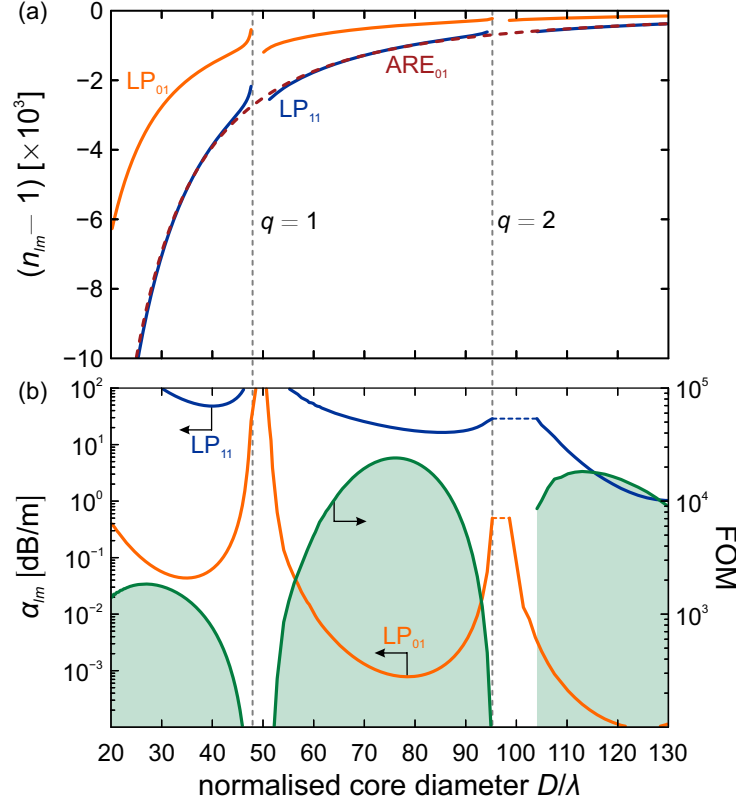 (a)
0
−2
−4
−6
−8
−10
(n_lm − 1) [×10³]
LP₀₁
LP₁₁
ARE₀₁
q = 1
q = 2
(b)
10²
10¹
10⁰
10⁻¹
10⁻²
10⁻³
α_lm [dB/m]
LP₁₁
LP₀₁
10⁵
10⁴
10³
FOM
20 30 40 50 60 70 80 90 100 110 120 130
normalised core diameter D/λ